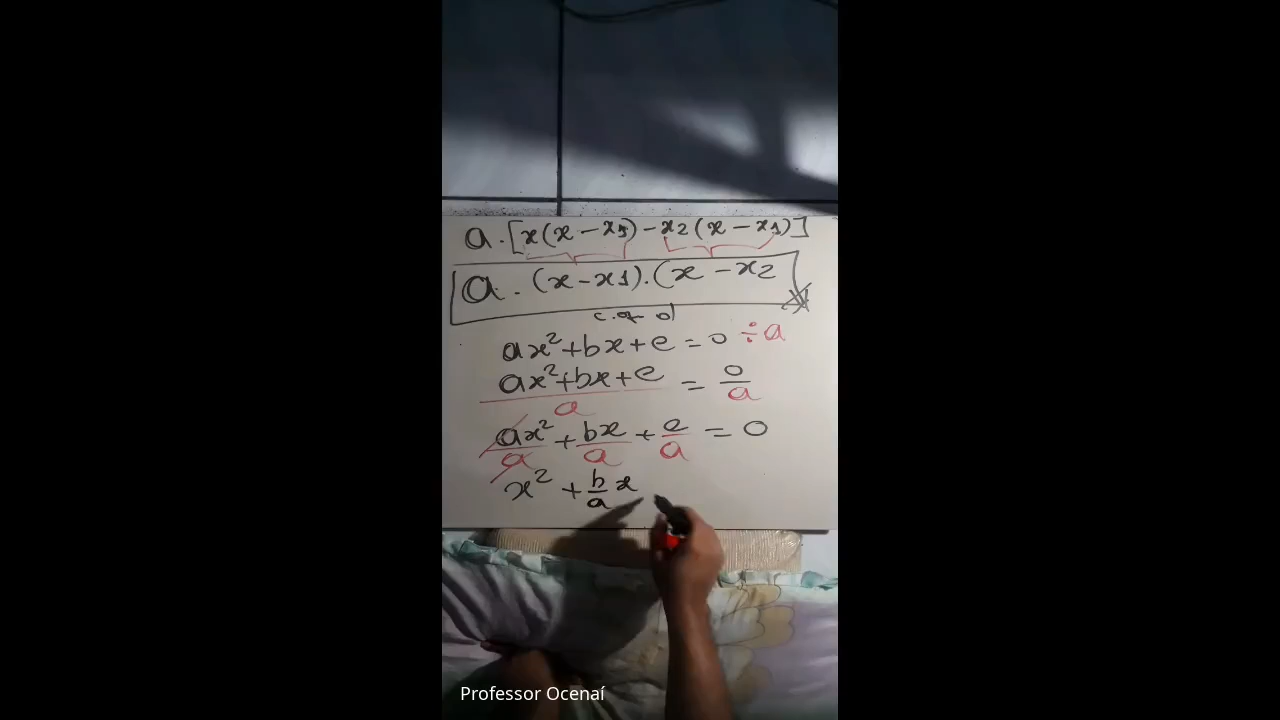 a.[x(x-x1)-x2(x-x1)]
a.(x-x1).(x-x2
ax²+bx+c=0 ÷a
ax²+bx+c/a = 0/a
ax²/a + bx/a + c/a = 0
x² + b/a x
Professor Ocenaí